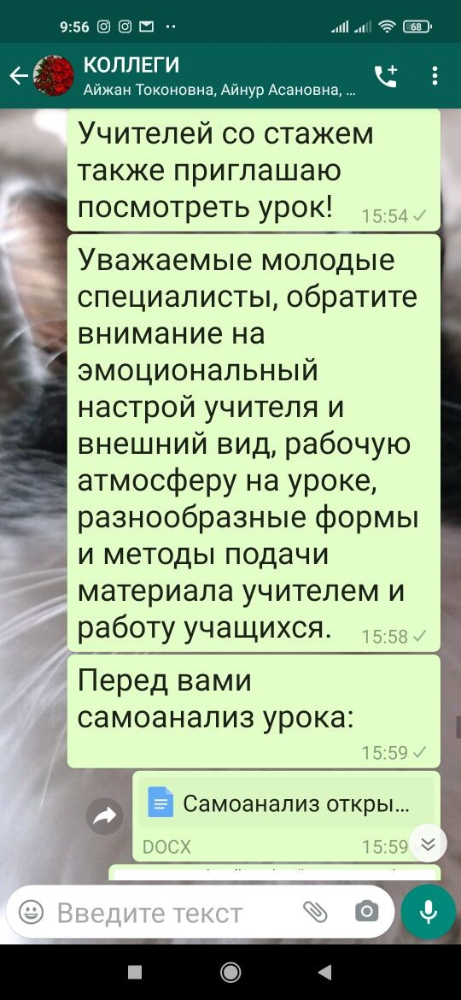 9:56
68
КОЛЛЕГИ
Айжан Токоновна, Айнур Асановна, ...
Учителей со стажем
также приглашаю
посмотреть урок!
15:54
Уважаемые молодые
специалисты, обратите
внимание на
эмоциональный
настрой учителя и
внешний вид, рабочую
атмосферу на уроке,
разнообразные формы
и методы подачи
материала учителем и
работу учащихся.
15:58
Перед вами
самоанализ урока:
15:59
Самоанализ откры...
DOCX
15:59
Введите текст